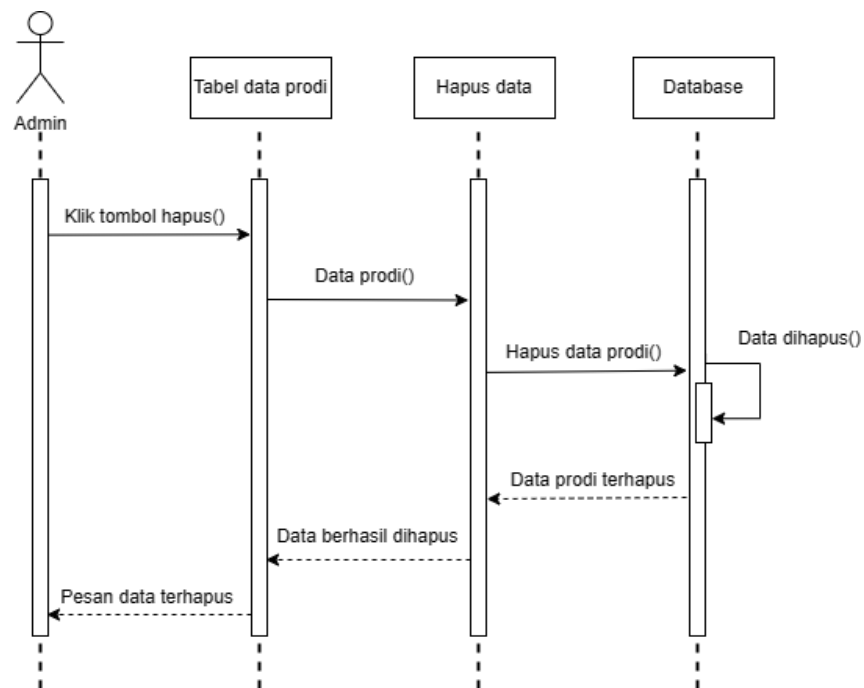 Admin
Tabel data prodi
Hapus data
Database
Klik tombol hapus()
Data prodi()
Hapus data prodi()
Data dihapus()
Data prodi terhapus
Data berhasil dihapus
Pesan data terhapus